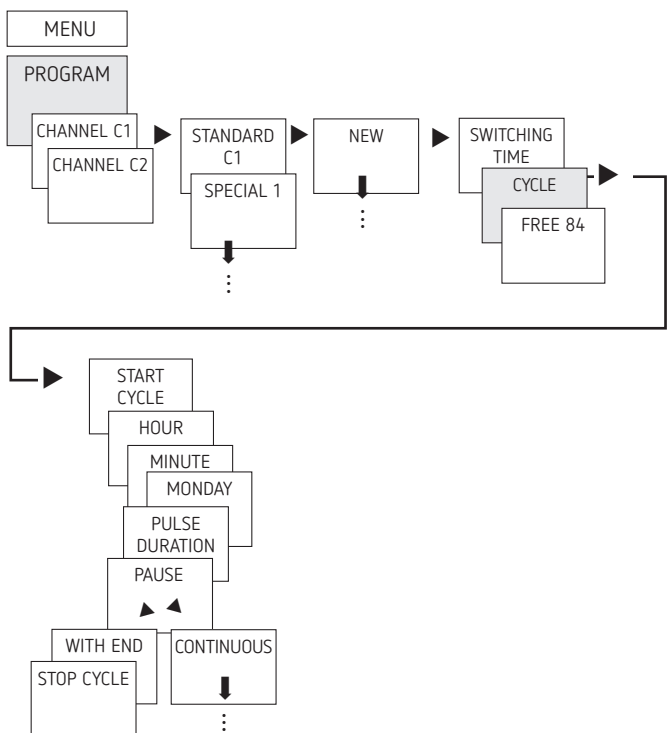 MENU
PROGRAM
CHANNEL C1
CHANNEL C2
STANDARD
C1
SPECIAL 1
NEW
SWITCHING
TIME
CYCLE
FREE 84
START
CYCLE
HOUR
MINUTE
MONDAY
PULSE
DURATION
PAUSE
WITH END
STOP CYCLE
CONTINUOUS